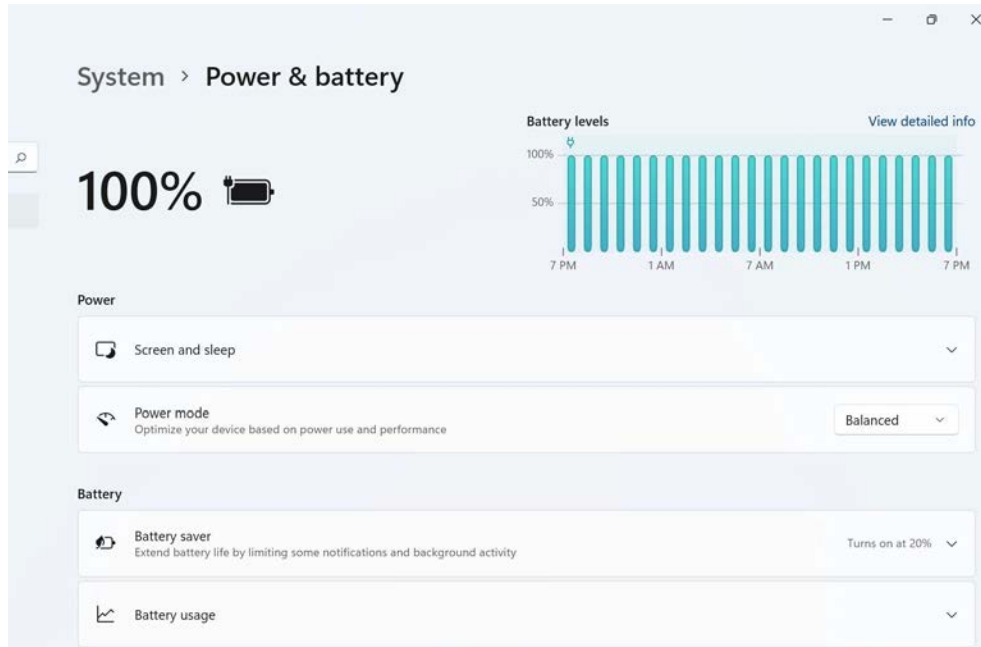 System > Power & battery
Battery levels
View detailed info
100%
100%
50%
7 PM
1 AM
7 AM
1 PM
7 PM
Power
Screen and sleep
Power mode
Optimize your device based on power use and performance
Balanced
Battery
Battery saver
Extend battery life by limiting some notifications and background activity
Turns on at 20%
Battery usage